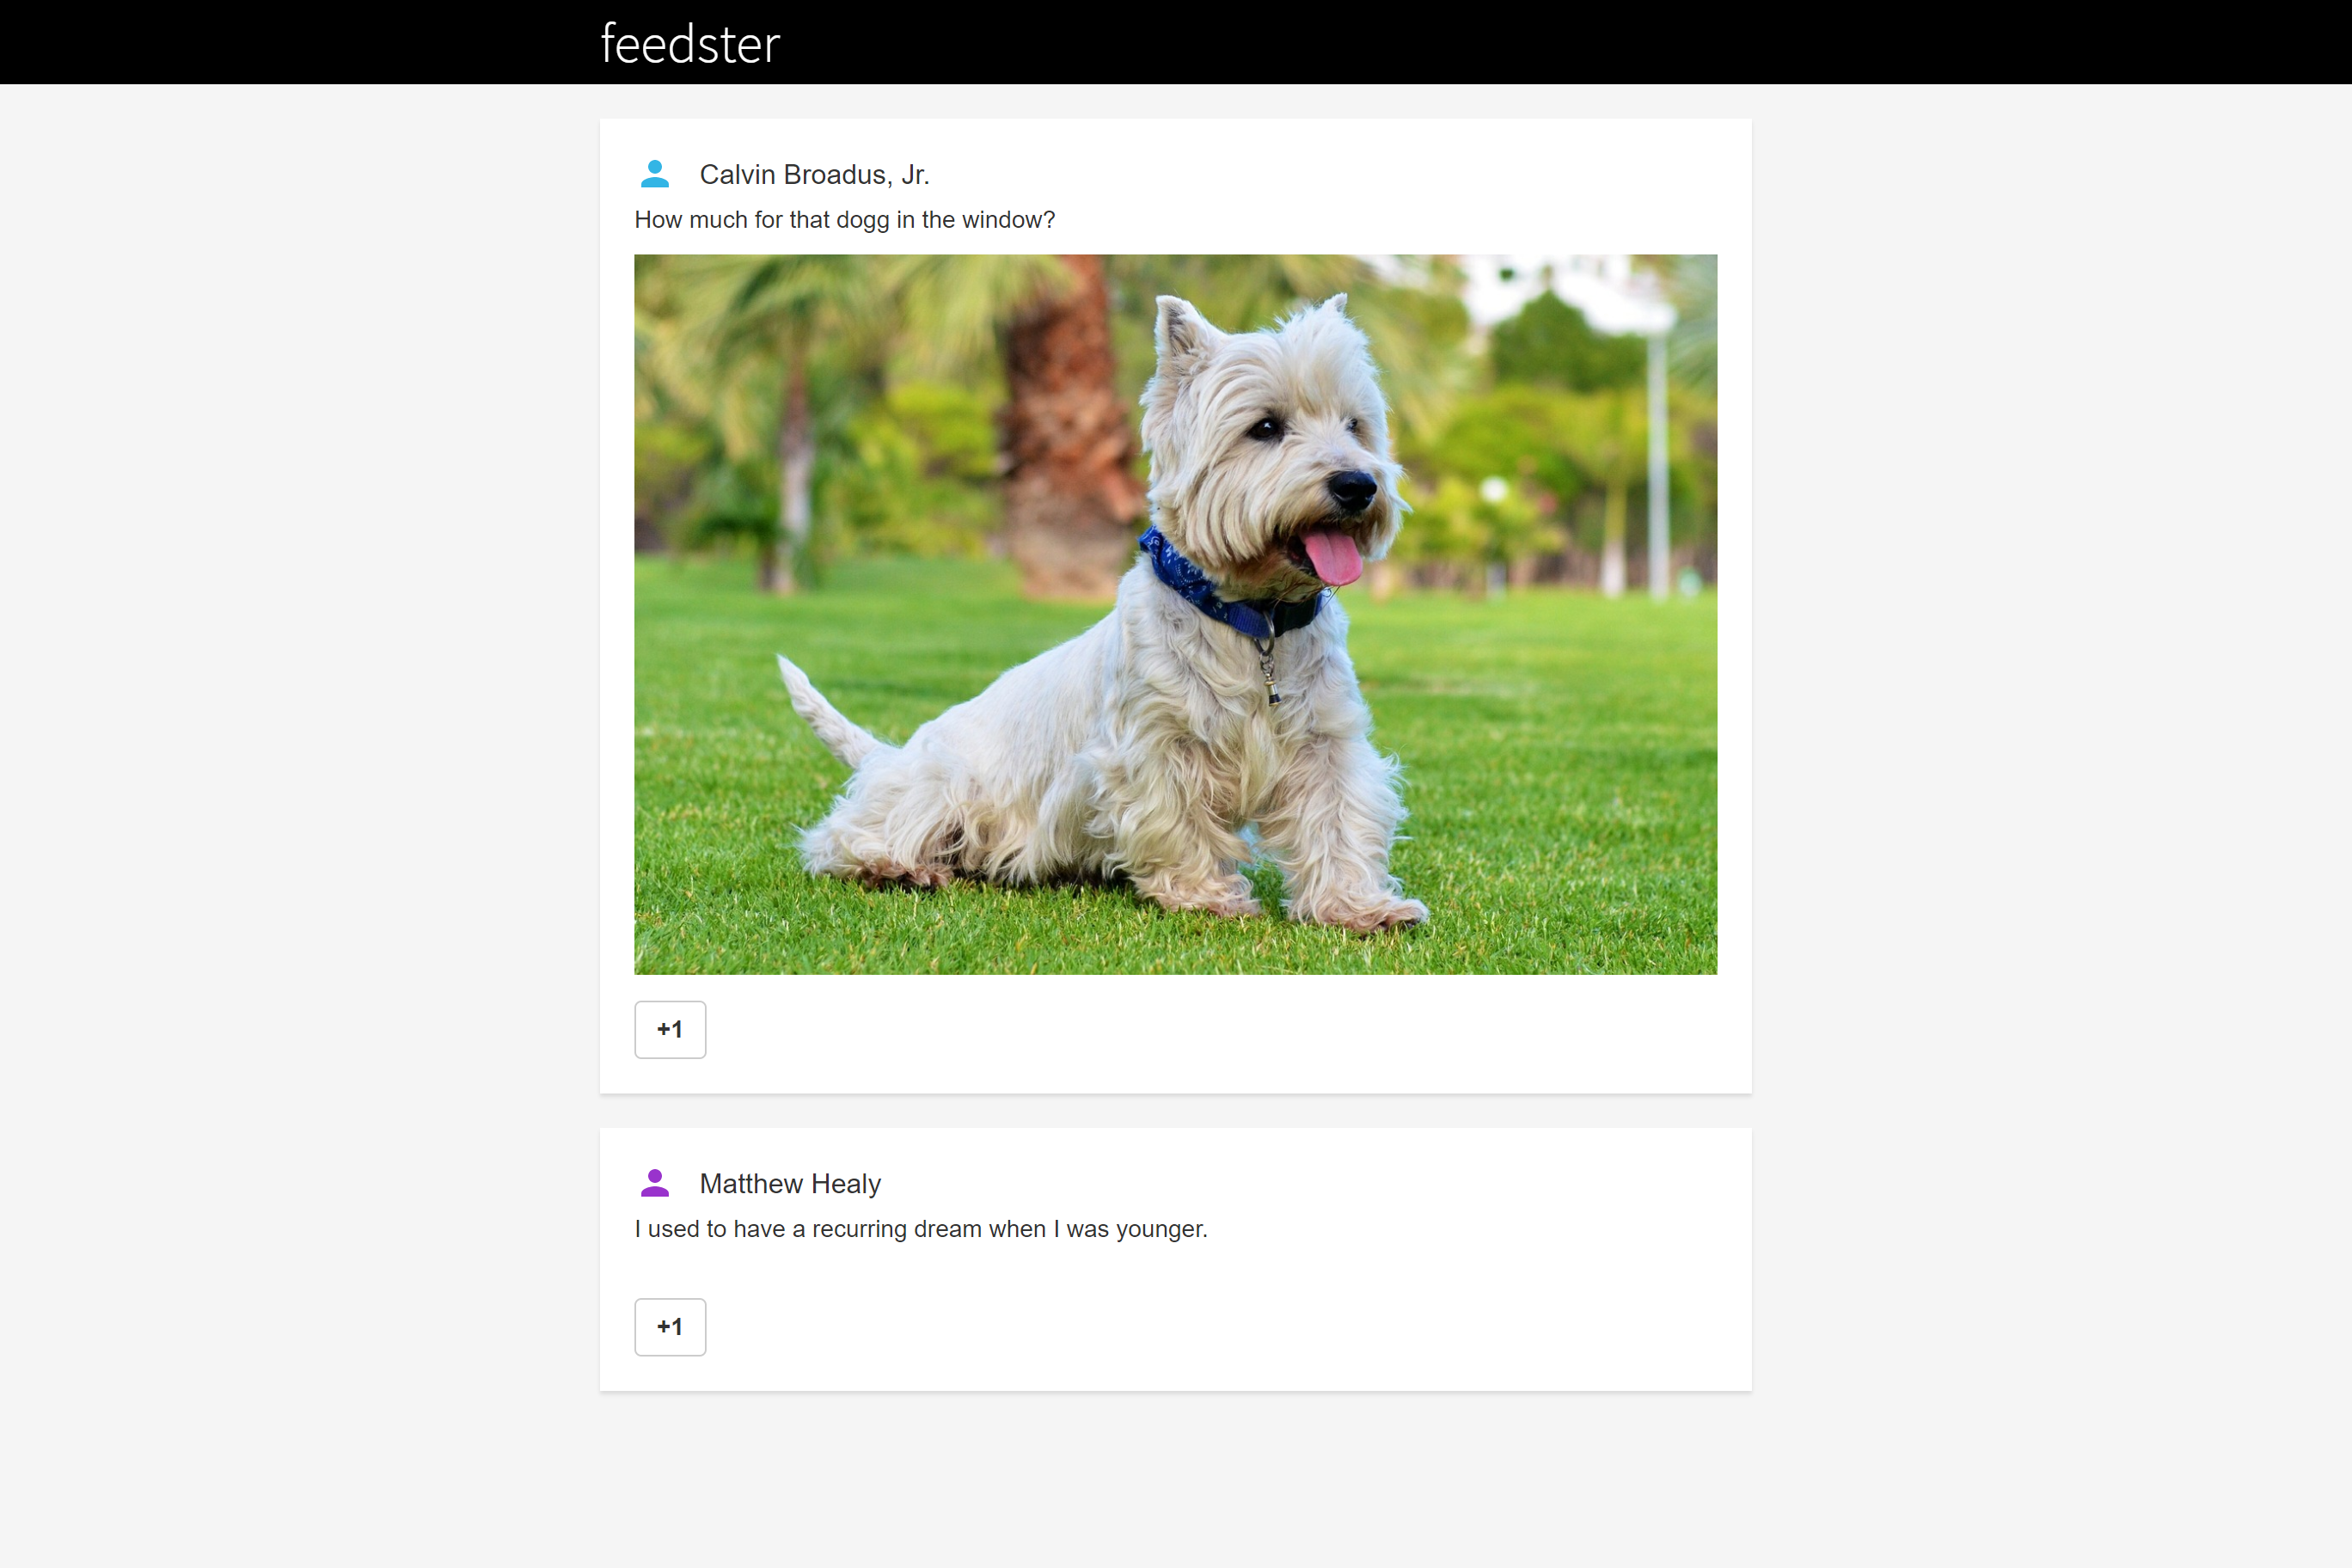 feedster
Calvin Broadus, Jr.
How much for that dogg in the window?
+1
Matthew Healy
I used to have a recurring dream when I was younger.
+1